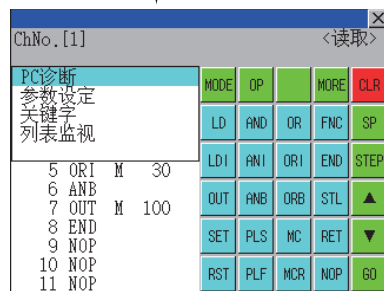 ChNo.[1] <读取>
PC诊断
参数设定
关键字
列表监视
5 ORI M 30
6 ANB
7 OUT M 100
8 END
9 NOP
10 NOP
11 NOP
MODE OP MORE CLR
LD AND OR FNC SP
LDI ANI ORI END STEP
OUT ANB ORB STL ▲
SET PLS MC RET ▼
RST PLF MCR NOP GO